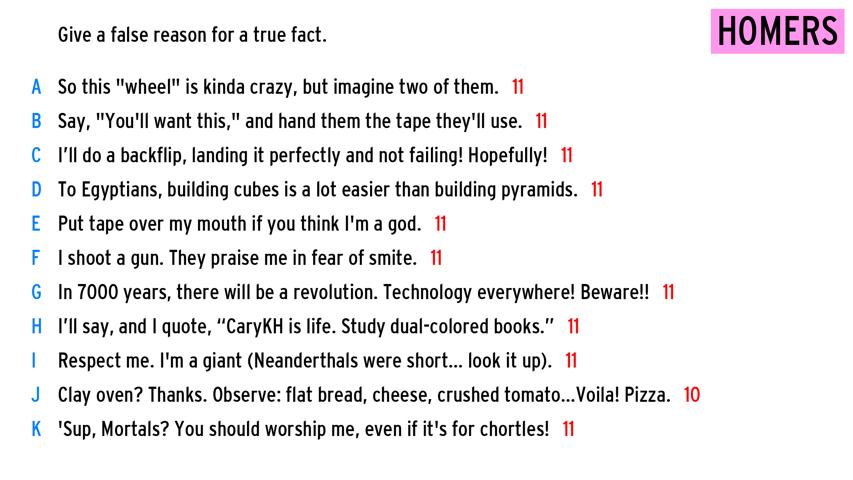 Give a false reason for a true fact.
HOMERS
A So this "wheel" is kinda crazy, but imagine two of them. 11
B Say, "You'll want this," and hand them the tape they'll use. 11
C I’ll do a backflip, landing it perfectly and not failing! Hopefully! 11
D To Egyptians, building cubes is a lot easier than building pyramids. 11
E Put tape over my mouth if you think I'm a god. 11
F I shoot a gun. They praise me in fear of smite. 11
G In 7000 years, there will be a revolution. Technology everywhere! Beware!! 11
H I’ll say, and I quote, “CaryKH is life. Study dual-colored books.” 11
I Respect me. I'm a giant (Neanderthals were short... look it up). 11
J Clay oven? Thanks. Observe: flat bread, cheese, crushed tomato...Voila! Pizza. 10
K 'Sup, Mortals? You should worship me, even if it's for chortles! 11